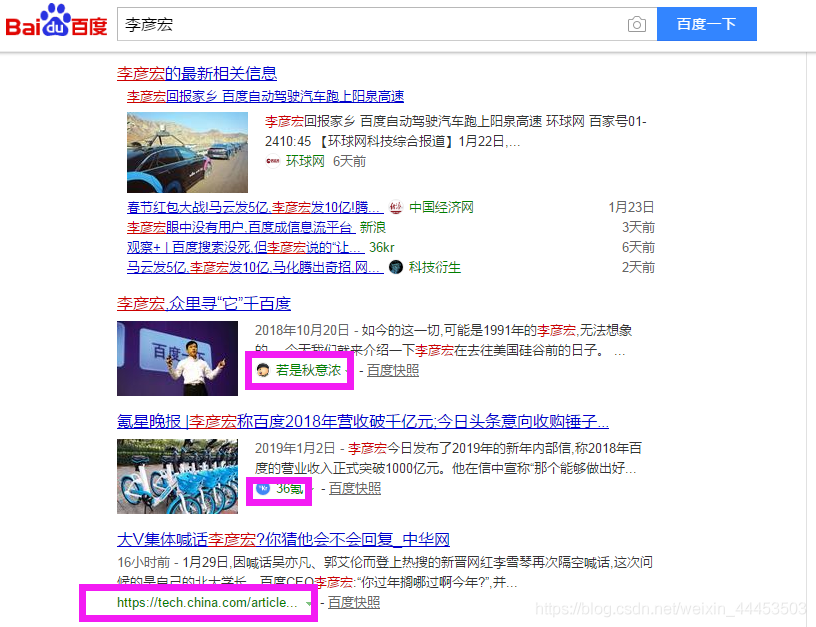 Bai du 百度
李彦宏
百度一下
李彦宏的最新相关信息
李彦宏回报家乡 百度自动驾驶汽车跑上阳泉高速
李彦宏回报家乡 百度自动驾驶汽车跑上阳泉高速 环球网 百家号01-
2410:45 【环球网科技综合报道】1月22日,...
环球网 6天前
春节红包大战!马云发5亿,李彦宏发10亿!腾... 中国经济网 1月23日
李彦宏眼中没有用户,百度成信息流平台 新浪 3天前
观察+ | 百度搜索没死,但李彦宏说的“让... 36kr 6天前
马云发5亿,李彦宏发10亿,马化腾出奇招,网... 科技衍生 2天前
李彦宏,众里寻“它”千百度
2018年10月20日 - 如今的这一切,可能是1991年的李彦宏,无法想象
的。 今天我们就来介绍一下李彦宏在去往美国硅谷前的日子。 ...
若是秋意浓 - 百度快照
氪星晚报 |李彦宏称百度2018年营收破千亿元;今日头条意向收购锤子...
百度一下
2019年1月2日 - 李彦宏今日发布了2019年的新年内部信,称2018年百
度的营业收入正式突破1000亿元。他在信中宣称“那个能够做出好...
36氪 - 百度快照
大V集体喊话李彦宏?你猜他会不会回复_中华网
16小时前 - 1月29日,因喊话吴亦凡、郭艾伦而登上热搜的新晋网红李雪琴再次隔空喊话,这次问
候的是自己的北大学长、百度CEO李彦宏:“你过年搁哪过啊今年?”,并...
https://tech.china.com/article... - 百度快照
https://blog.csdn.net/weixin_44453503